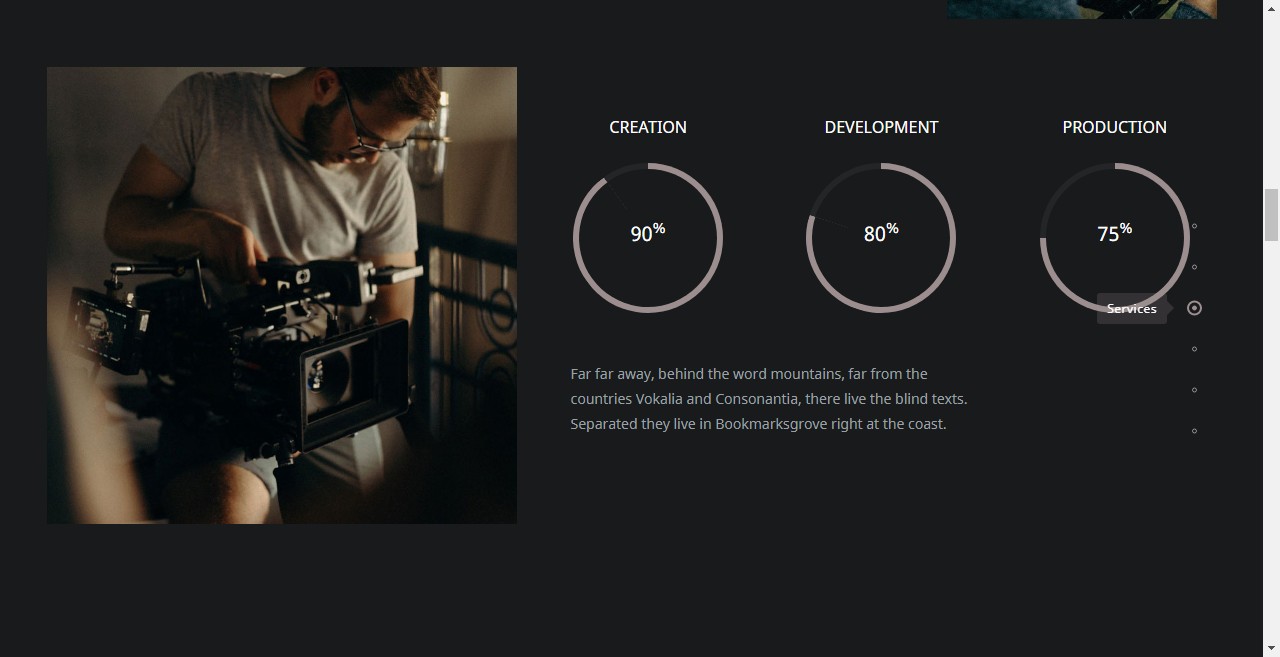 CREATION
DEVELOPMENT
PRODUCTION
90%
80%
75%
Services
Far far away, behind the word mountains, far from the
countries Vokalia and Consonantia, there live the blind texts.
Separated they live in Bookmarksgrove right at the coast.